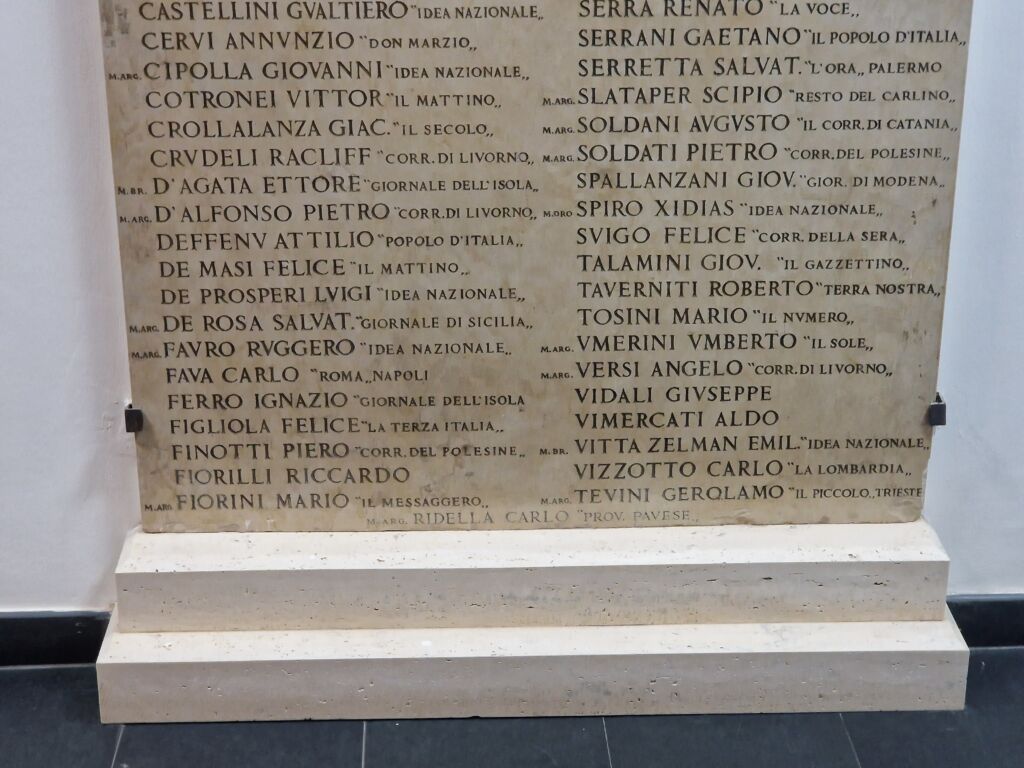 CASTELLINI GVALTIERO "IDEA NAZIONALE„
CERVI ANNVNZIO "DON MARZIO„
M.ARG. CIPOLLA GIOVANNI "IDEA NAZIONALE„
COTRONEI VITTOR "IL MATTINO„
CROLLALANZA GIAC. "IL SECOLO„
CRVDELI RACLIFF "CORR. DI LIVORNO„
M.BR. D'AGATA ETTORE "GIORNALE DELL'ISOLA„
M.ARG. D'ALFONSO PIETRO "CORR. DI LIVORNO„
DEFFENV ATTILIO "POPOLO D'ITALIA„
DE MASI FELICE "IL MATTINO„
DE PROSPERI LVIGI "IDEA NAZIONALE„
M.ARG. DE ROSA SALVAT. "GIORNALE DI SICILIA„
M.ARG. FAVRO RVGGERO "IDEA NAZIONALE„
FAVA CARLO "ROMA„ NAPOLI
FERRO IGNAZIO "GIORNALE DELL'ISOLA
FIGLIOLA FELICE "LA TERZA ITALIA„
FINOTTI PIERO "CORR. DEL POLESINE„
FIORILLI RICCARDO
M.ARG. FIORINI MARIO "IL MESSAGGERO„
SERRA RENATO "LA VOCE„
SERRANI GAETANO "IL POPOLO D'ITALIA„
SERRETTA SALVAT. "L'ORA„ PALERMO
M.ARG. SLATAPER SCIPIO "RESTO DEL CARLINO„
M.ARG. SOLDANI AVGVSTO "IL CORR. DI CATANIA„
M.ARG. SOLDATI PIETRO "CORR. DEL POLESINE„
SPALLANZANI GIOV. "GIOR. DI MODENA„
M.ORO SPIRO XIDIAS "IDEA NAZIONALE„
SVIGO FELICE "CORR. DELLA SERA„
TALAMINI GIOV. "IL GAZZETTINO„
TAVERNITI ROBERTO "TERRA NOSTRA„
TOSINI MARIO "IL NVMERO„
M.ARG. VMERINI VMBERTO "IL SOLE„
M.ARG. VERSI ANGELO "CORR. DI LIVORNO„
VIDALI GIVSEPPE
VIMERCATI ALDO
M.BR. VITTA ZELMAN EMIL. "IDEA NAZIONALE„
VIZZOTTO CARLO "LA LOMBARDIA„
M.ARG. TEVINI GEROLAMO "IL PICCOLO„ TRIESTE
M.ARG. RIDELLA CARLO "PROV. PAVESE„